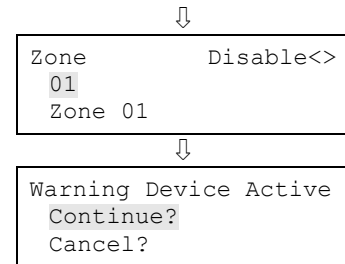 ⇩
Zone Disable<>
01
Zone 01
⇩
Warning Device Active
Continue?
Cancel?